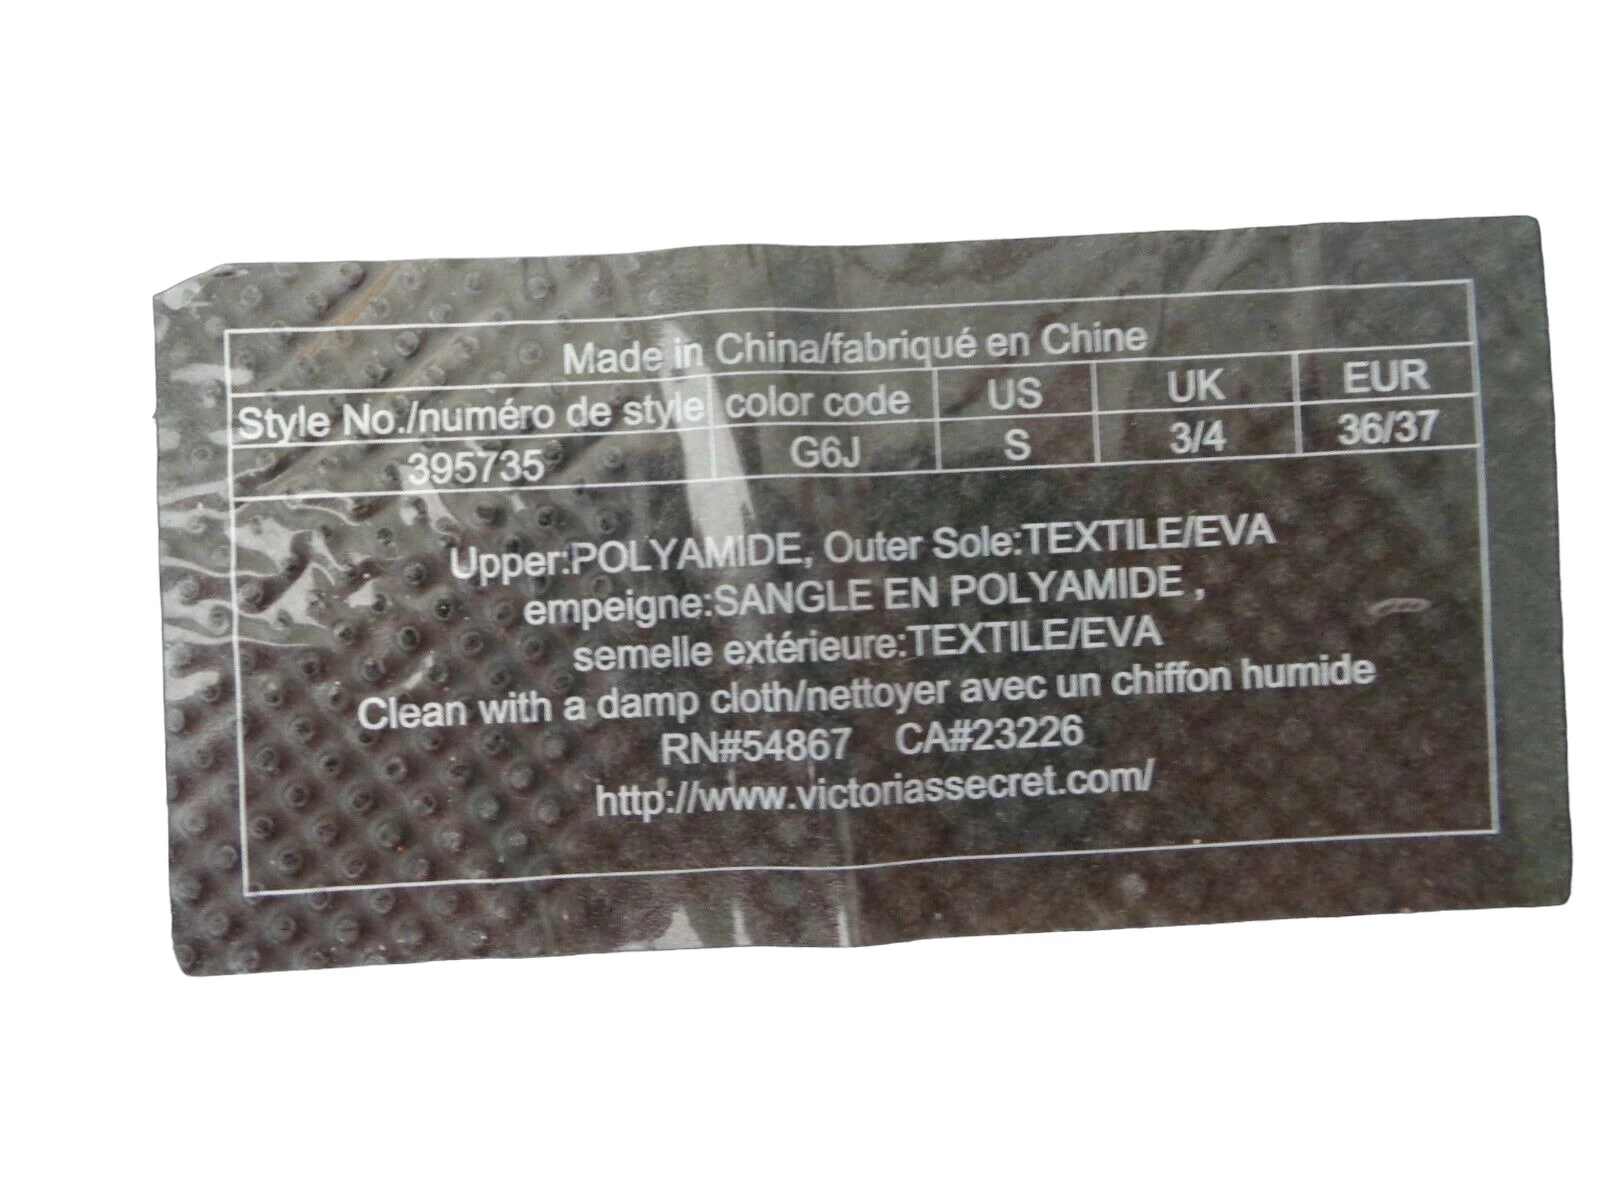 Made in China/fabriqué en Chine
Style No./numéro de style color code US UK EUR
395735 G6J S 3/4 36/37
Upper:POLYAMIDE, Outer Sole:TEXTILE/EVA
empeigne:SANGLE EN POLYAMIDE ,
semelle extérieure:TEXTILE/EVA
Clean with a damp cloth/nettoyer avec un chiffon humide
RN#54867 CA#23226
http://www.victoriassecret.com/